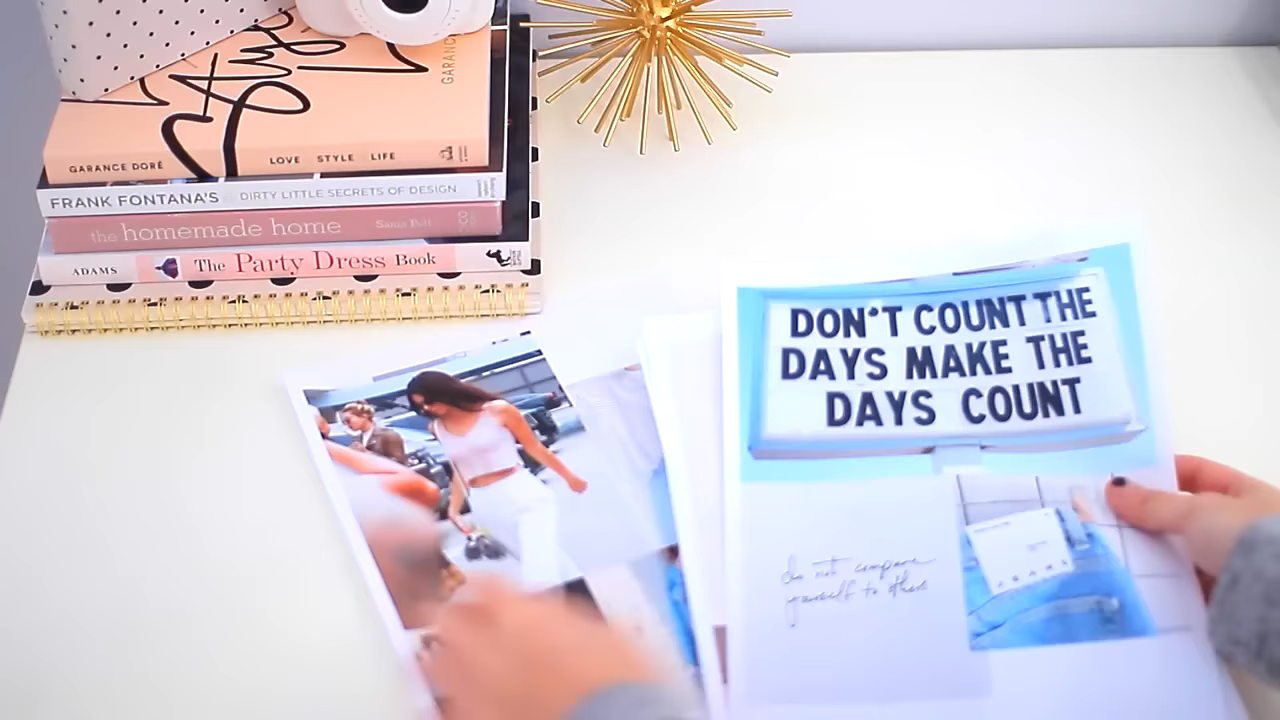 Style
GARANCE
GARANCE DORÉ LOVE STYLE LIFE
FRANK FONTANA'S DIRTY LITTLE SECRETS OF DESIGN
the homemade home Sania Pell
ADAMS The Party Dress Book
DON'T COUNT THE
DAYS MAKE THE
DAYS COUNT
do not compare
yourself to others